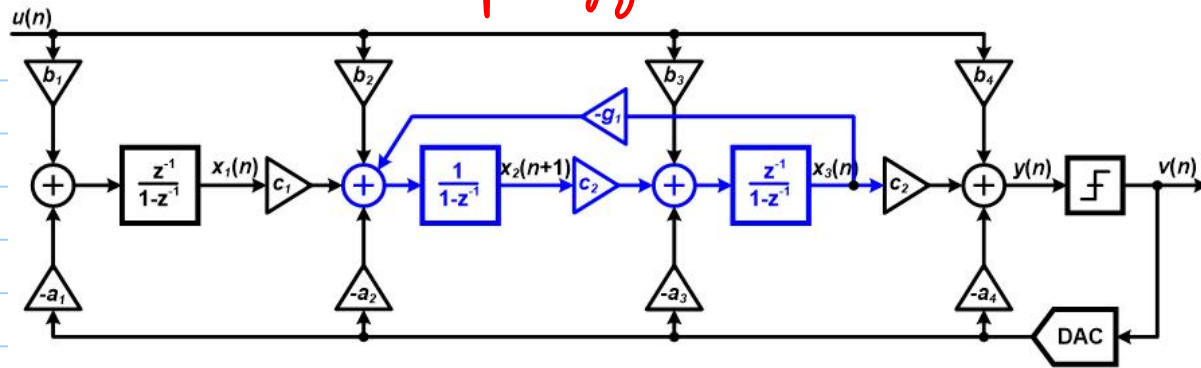 u(n)
b1 b2 b3 b4
-g1
z-1 x1(n) 1 x2(n+1) z-1 x3(n) y(n) v(n)
1-z-1 c1 1-z-1 c2 1-z-1 c2
-a1 -a2 -a3 -a4 DAC